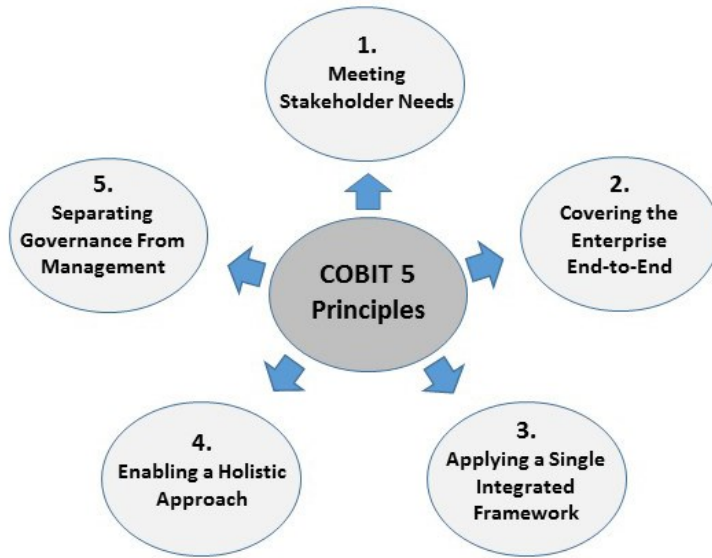 1.
Meeting
Stakeholder Needs
2.
Covering the
Enterprise
End-to-End
3.
Applying a Single
Integrated
Framework
4.
Enabling a Holistic
Approach
5.
Separating
Governance From
Management
COBIT 5
Principles